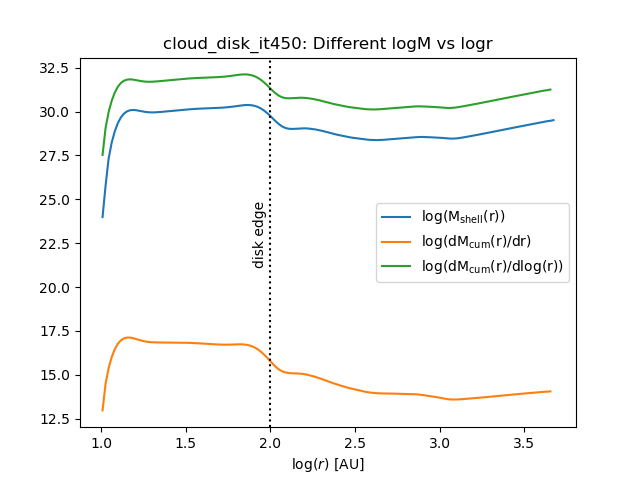 cloud_disk_it450: Different logM vs logr
32.5
30.0
27.5
25.0
22.5
20.0
17.5
15.0
12.5
disk edge
log(M_shell(r))
log(dM_cum(r)/dr)
log(dM_cum(r)/dlog(r))
1.0 1.5 2.0 2.5 3.0 3.5
log(r) [AU]